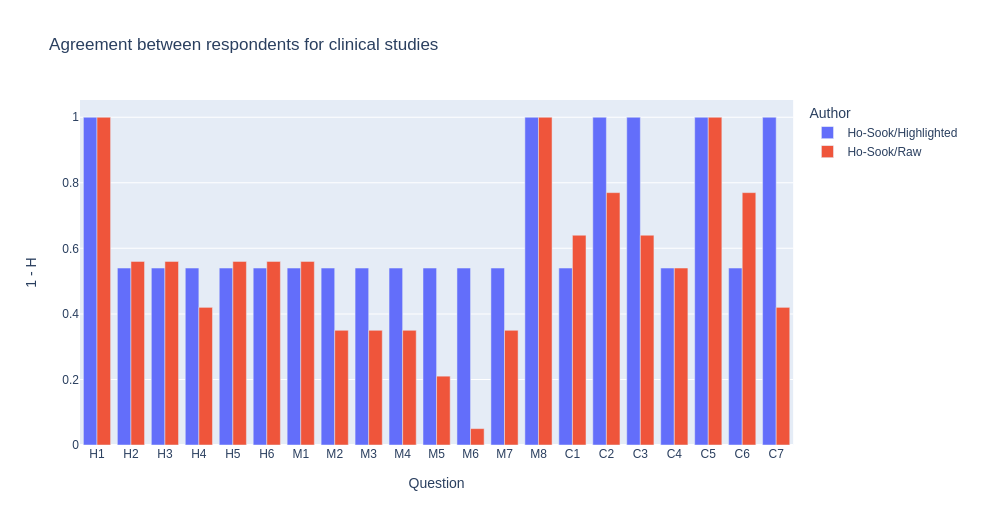 Agreement between respondents for clinical studies
Author
Ho-Sook/Highlighted
Ho-Sook/Raw
1 - H
1
0.8
0.6
0.4
0.2
0
H1 H2 H3 H4 H5 H6 M1 M2 M3 M4 M5 M6 M7 M8 C1 C2 C3 C4 C5 C6 C7
Question